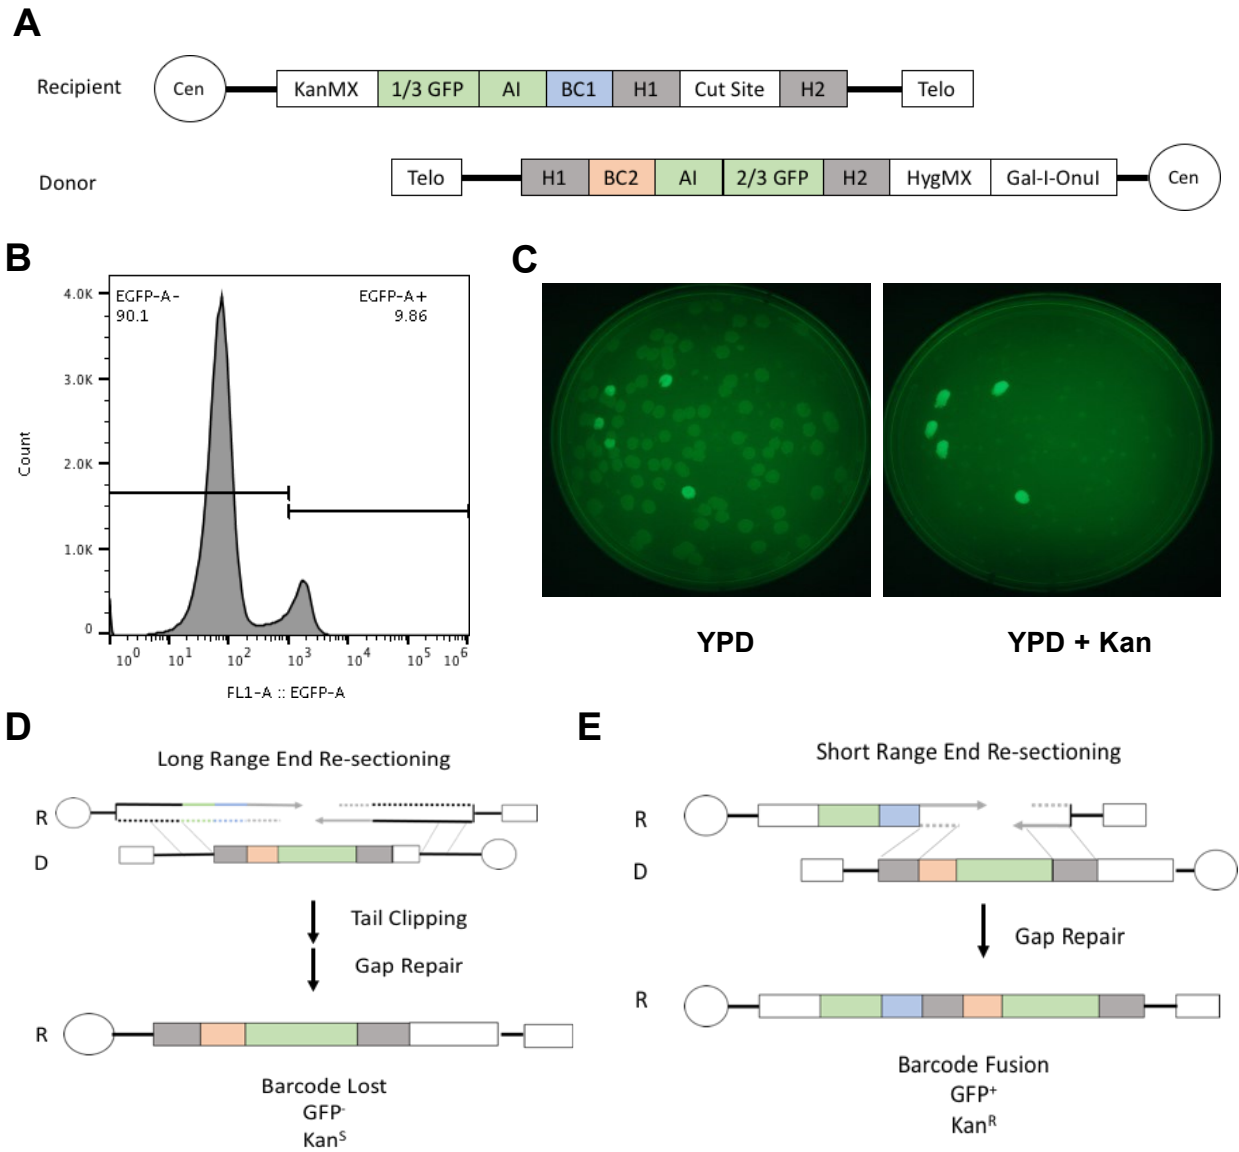 A
Recipient
Cen
KanMX
1/3 GFP
AI
BC1
H1
Cut Site
H2
Telo
Donor
Telo
H1
BC2
AI
2/3 GFP
H2
HygMX
Gal-I-OnuI
Cen
B
EGFP-A-
90.1
EGFP-A+
9.86
4.0K
3.0K
2.0K
1.0K
0
Count
10^0 10^1 10^2 10^3 10^4 10^5 10^6
FL1-A :: EGFP-A
C
YPD
YPD + Kan
D
Long Range End Re-sectioning
R
D
Tail Clipping
Gap Repair
R
Barcode Lost
GFP-
KanS
E
Short Range End Re-sectioning
R
D
Gap Repair
R
Barcode Fusion
GFP+
KanR